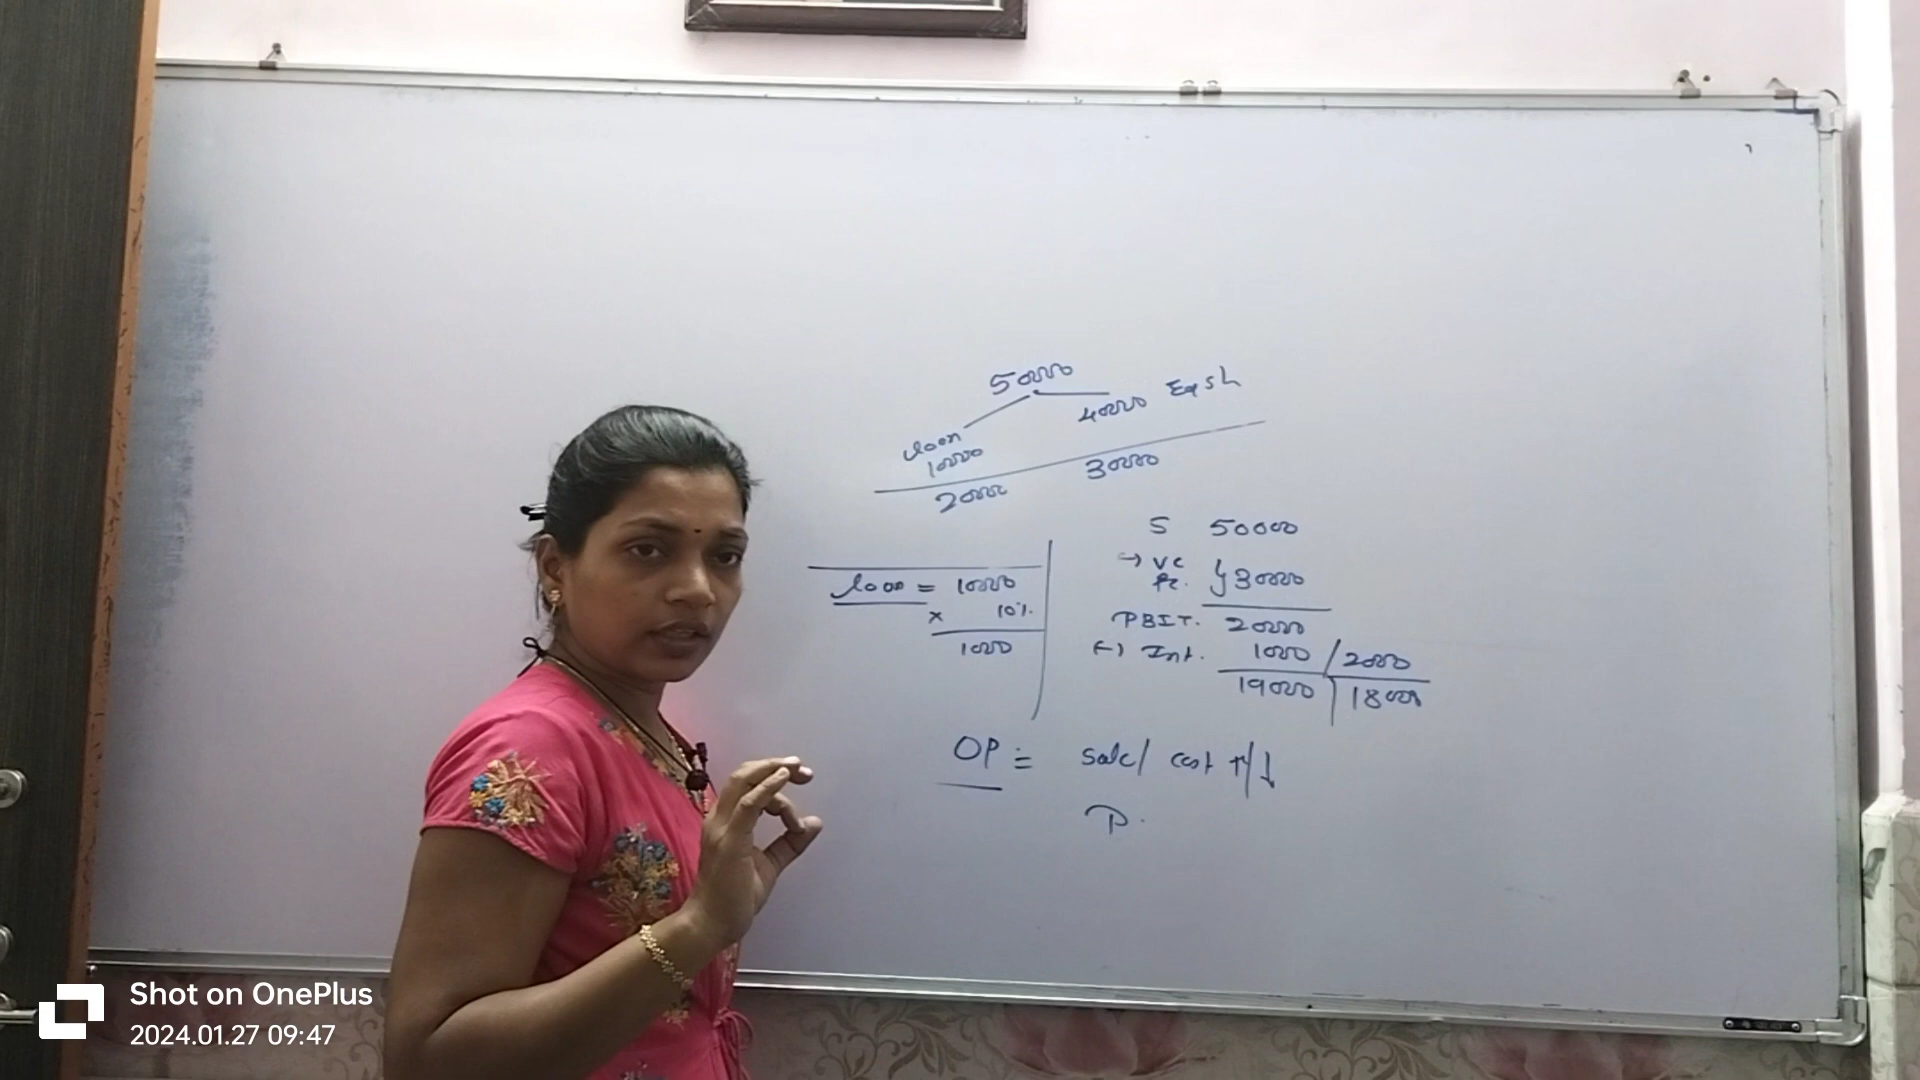 50000
40000 Eq sh
loan
10000
20000 30000
S 50000
(-) VC
FC. } 30000
PBIT. 20000
(-) Int. 1000 / 2000
19000 | 18000
loan = 10000
x 10%.
1000
OP = sale/ cost ↑/↓
P.
Shot on OnePlus
2024.01.27 09:47